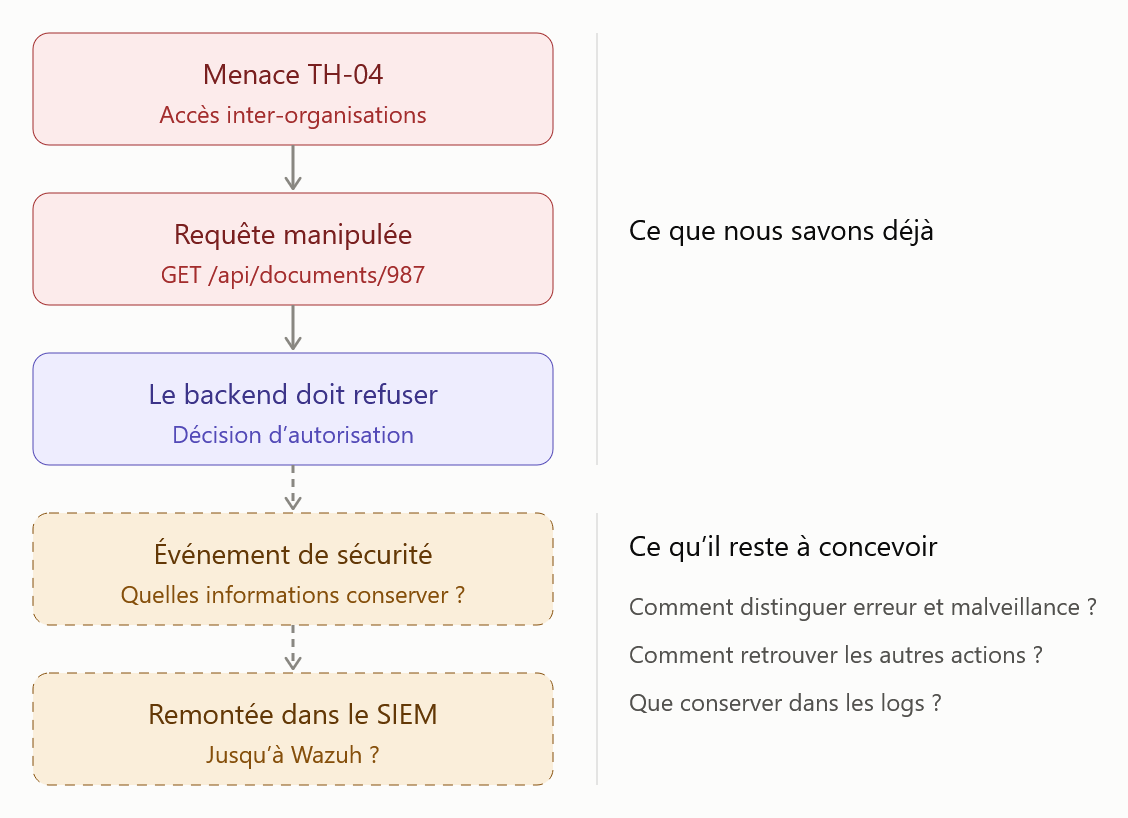 Menace TH-04
Accès inter-organisations
Requête manipulée
GET /api/documents/987
Ce que nous savons déjà
Le backend doit refuser
Décision d’autorisation
Événement de sécurité
Quelles informations conserver ?
Remontée dans le SIEM
Jusqu’à Wazuh ?
Ce qu’il reste à concevoir
Comment distinguer erreur et malveillance ?
Comment retrouver les autres actions ?
Que conserver dans les logs ?